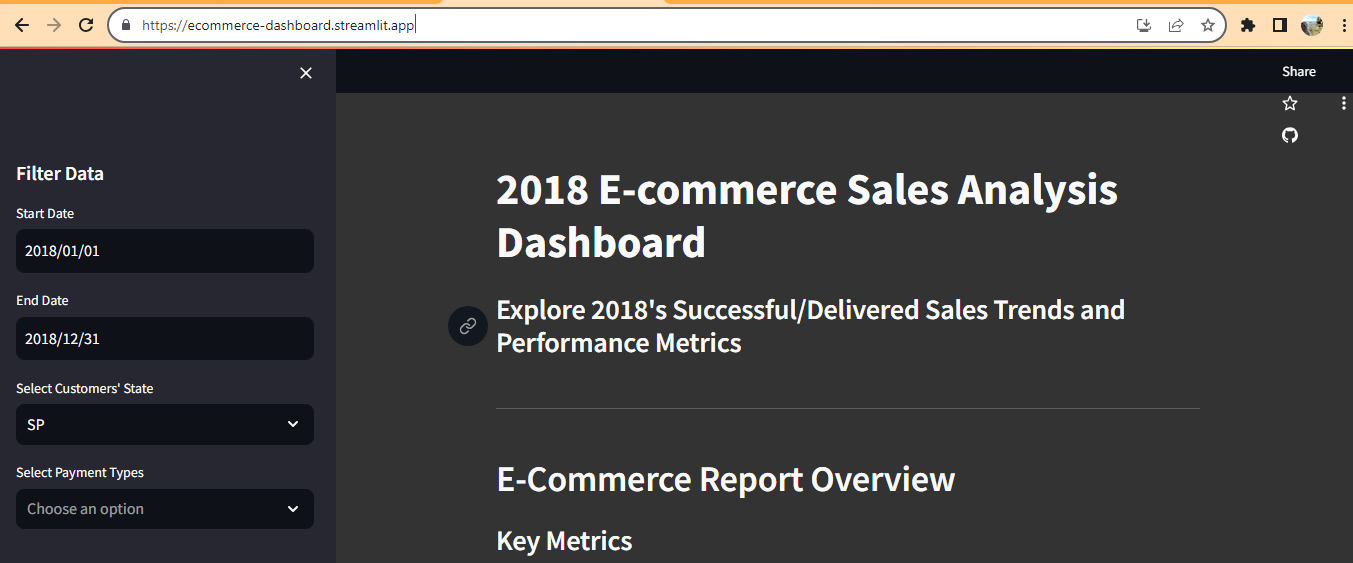 https://ecommerce-dashboard.streamlit.app
Share
Filter Data
Start Date
2018/01/01
End Date
2018/12/31
Select Customers' State
SP
Select Payment Types
Choose an option
2018 E-commerce Sales Analysis
Dashboard
Explore 2018's Successful/Delivered Sales Trends and
Performance Metrics
E-Commerce Report Overview
Key Metrics